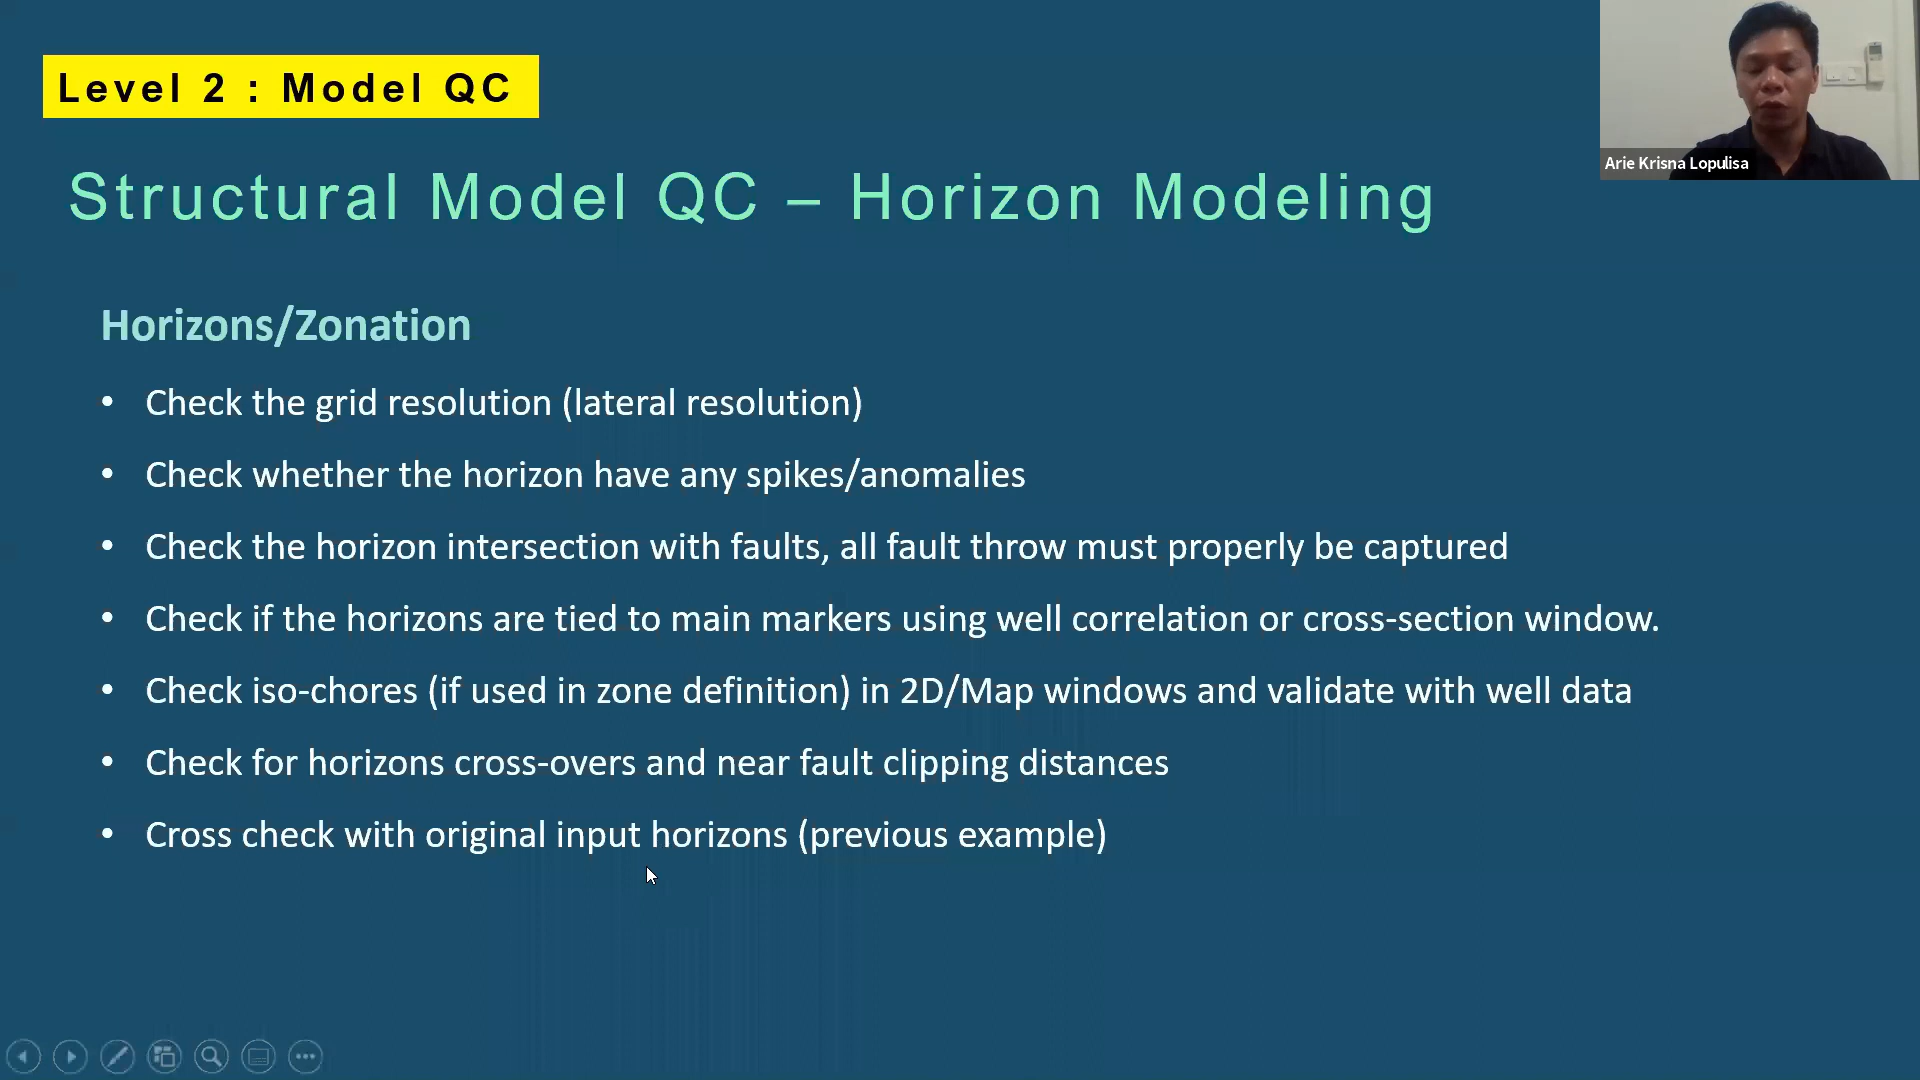 Level 2 : Model QC
Arie Krisna Lopulisa
Structural Model QC – Horizon Modeling
Horizons/Zonation
• Check the grid resolution (lateral resolution)
• Check whether the horizon have any spikes/anomalies
• Check the horizon intersection with faults, all fault throw must properly be captured
• Check if the horizons are tied to main markers using well correlation or cross-section window.
• Check iso-chores (if used in zone definition) in 2D/Map windows and validate with well data
• Check for horizons cross-overs and near fault clipping distances
• Cross check with original input horizons (previous example)